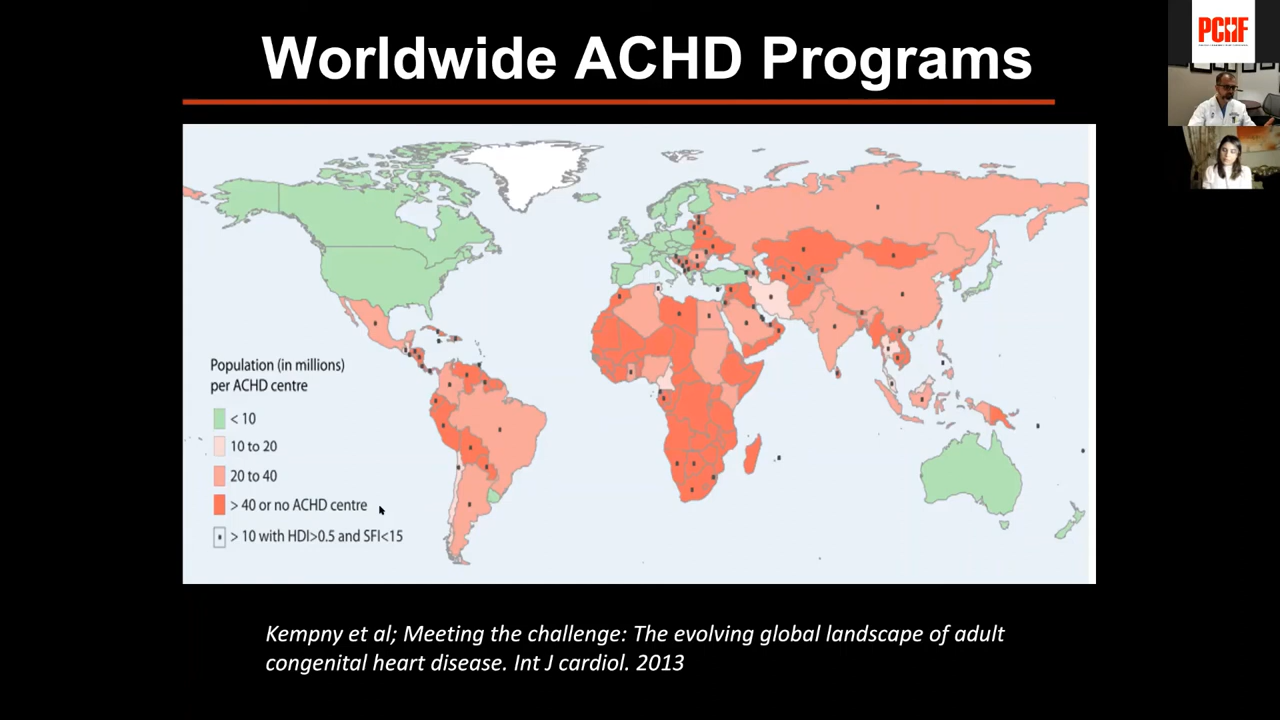 Worldwide ACHD Programs
PCHF
Population (in millions)
per ACHD centre
< 10
10 to 20
20 to 40
> 40 or no ACHD centre
> 10 with HDI>0.5 and SFI<15
Kempny et al; Meeting the challenge: The evolving global landscape of adult
congenital heart disease. Int J cardiol. 2013